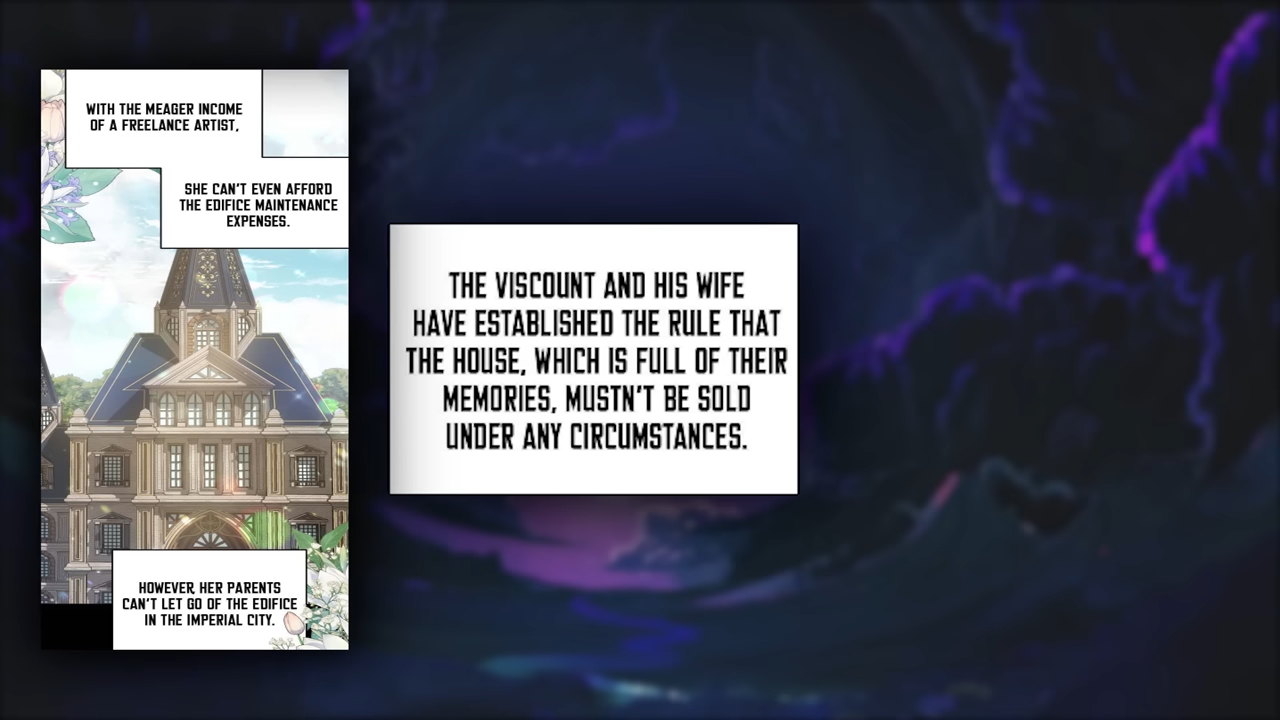 WITH THE MEAGER INCOME
OF A FREELANCE ARTIST,
SHE CAN'T EVEN AFFORD
THE EDIFICE MAINTENANCE
EXPENSES.
HOWEVER, HER PARENTS
CAN'T LET GO OF THE EDIFICE
IN THE IMPERIAL CITY.
THE VISCOUNT AND HIS WIFE
HAVE ESTABLISHED THE RULE THAT
THE HOUSE, WHICH IS FULL OF THEIR
MEMORIES, MUSTN'T BE SOLD
UNDER ANY CIRCUMSTANCES.